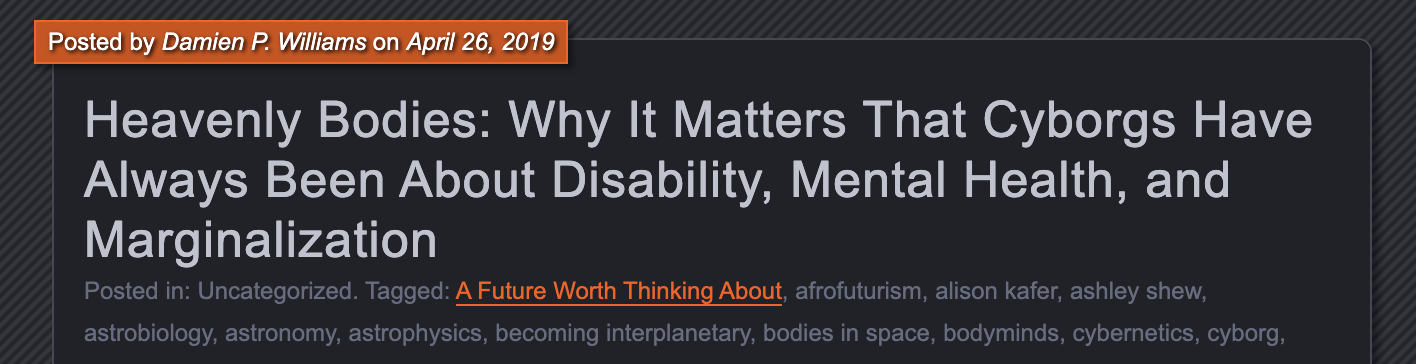 Posted by Damien P. Williams on April 26, 2019
Heavenly Bodies: Why It Matters That Cyborgs Have
Always Been About Disability, Mental Health, and
Marginalization
Posted in: Uncategorized. Tagged: A Future Worth Thinking About, afrofuturism, alison kafer, ashley shew,
astrobiology, astronomy, astrophysics, becoming interplanetary, bodies in space, bodyminds, cybernetics, cyborg,